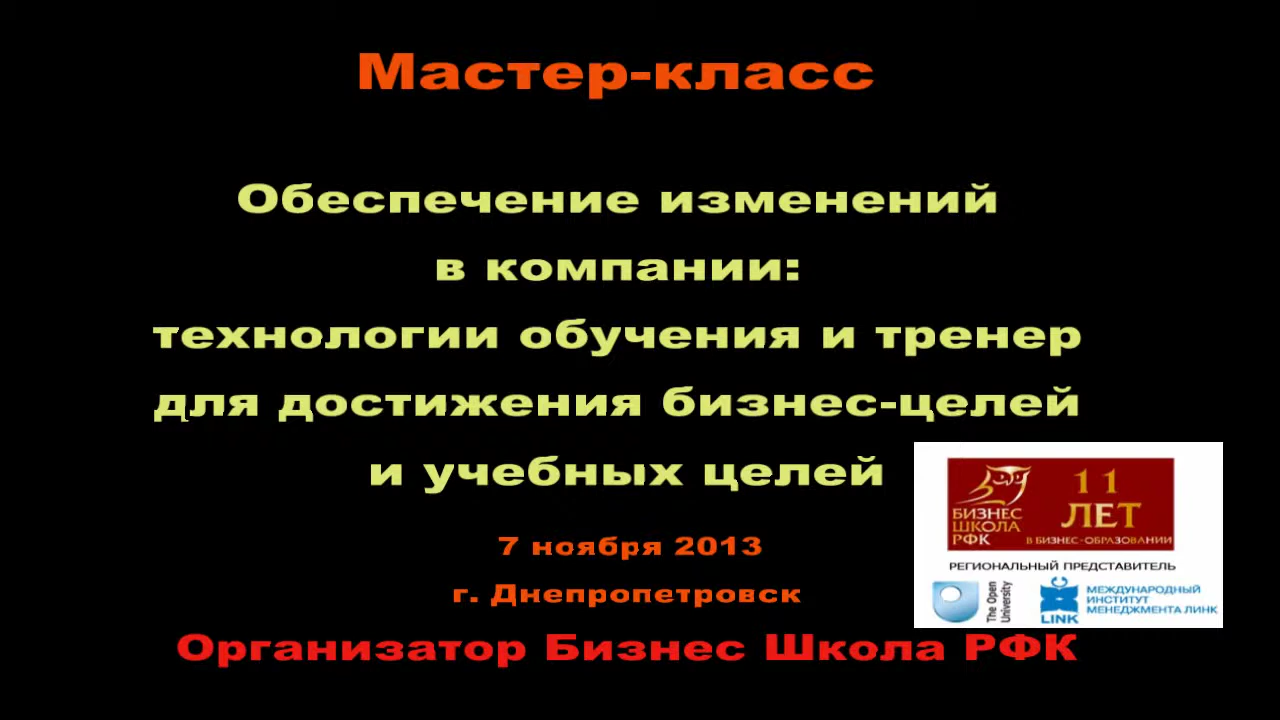 Мастер-класс
Обеспечение изменений
в компании:
технологии обучения и тренер
для достижения бизнес-целей
и учебных целей
7 ноября 2013
г. Днепропетровск
Организатор Бизнес Школа РФК
БИЗНЕС
ШКОЛА
РФК
11
ЛЕТ
В БИЗНЕС-ОБРАЗОВАНИИ
РЕГИОНАЛЬНЫЙ ПРЕДСТАВИТЕЛЬ
The Open
University
LINK
МЕЖДУНАРОДНЫЙ
ИНСТИТУТ
МЕНЕДЖМЕНТА ЛИНК